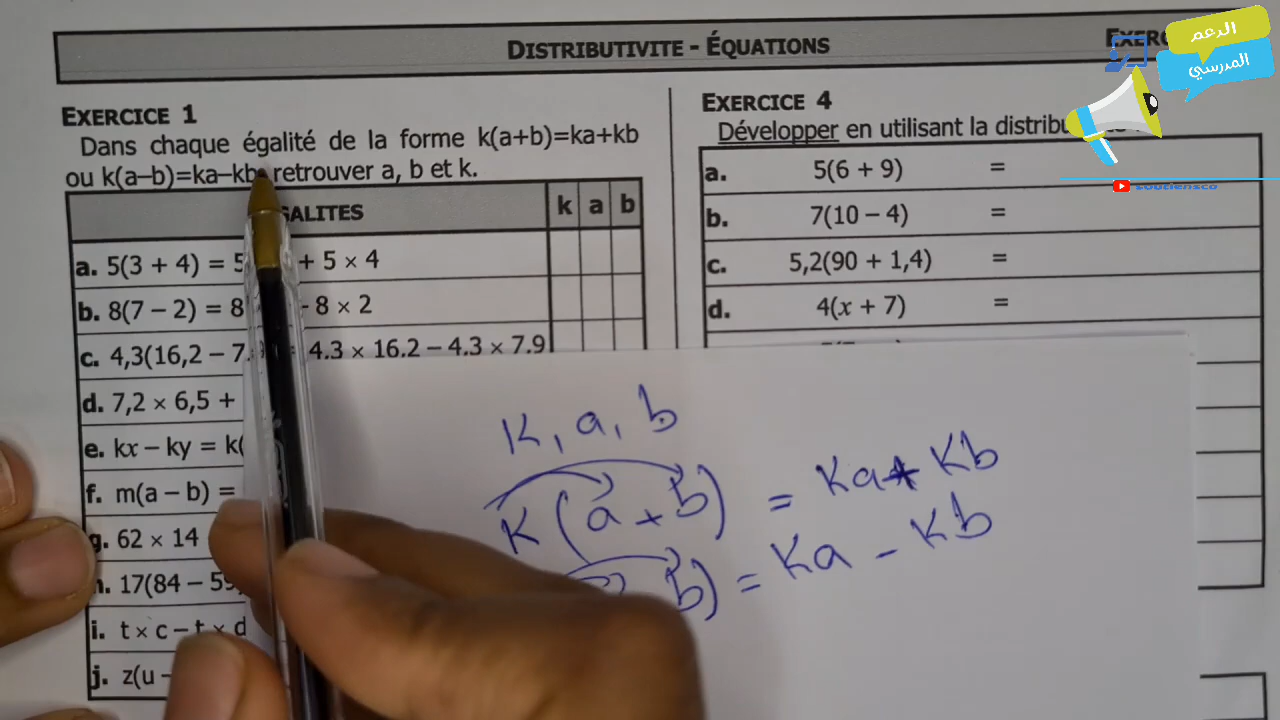 DISTRIBUTIVITE - ÉQUATIONS
الدعم
المدرسي
soutiensco
EXERCICE 1
Dans chaque égalité de la forme k(a+b)=ka+kb
ou k(a–b)=ka–kb, retrouver a, b et k.
k a b
a. 5(3 + 4) = 5 + 5 × 4
b. 8(7 – 2) = 8 - 8 × 2
c. 4,3(16,2 – 7, 4.3 × 16.2 – 4.3 × 7.9
d. 7,2 × 6,5 +
e. kx – ky = k(
f. m(a – b) =
g. 62 × 14
h. 17(84 – 59
i. t × c – t × d
j. z(u –
EXERCICE 4
Développer en utilisant la
a. 5(6 + 9) =
b. 7(10 – 4) =
c. 5,2(90 + 1,4) =
d. 4(x + 7) =
K, a, b
K(a + b) = Ka + Kb
b) = Ka - Kb